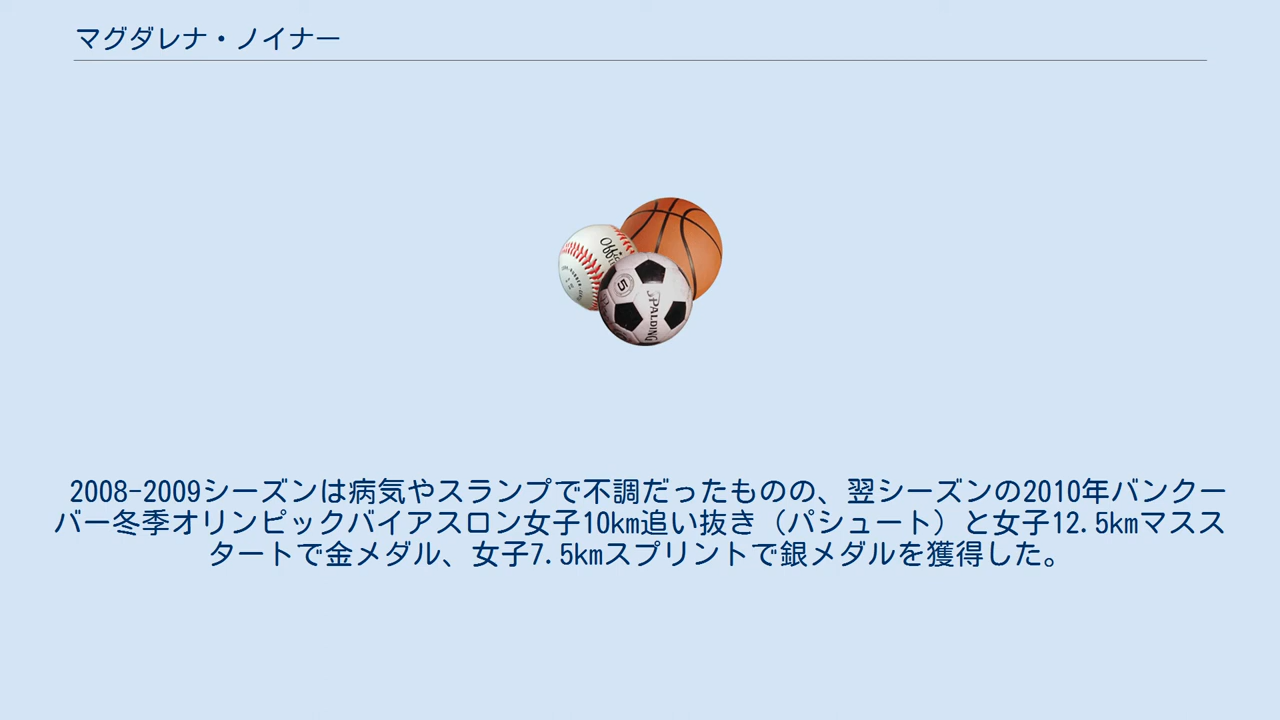 マグダレナ・ノイナー
Offici
5
SPALDING
2008-2009シーズンは病気やスランプで不調だったものの、翌シーズンの2010年バンクー
バー冬季オリンピックバイアスロン女子10km追い抜き（パシュート）と女子12.5kmマスス
タートで金メダル、女子7.5kmスプリントで銀メダルを獲得した。